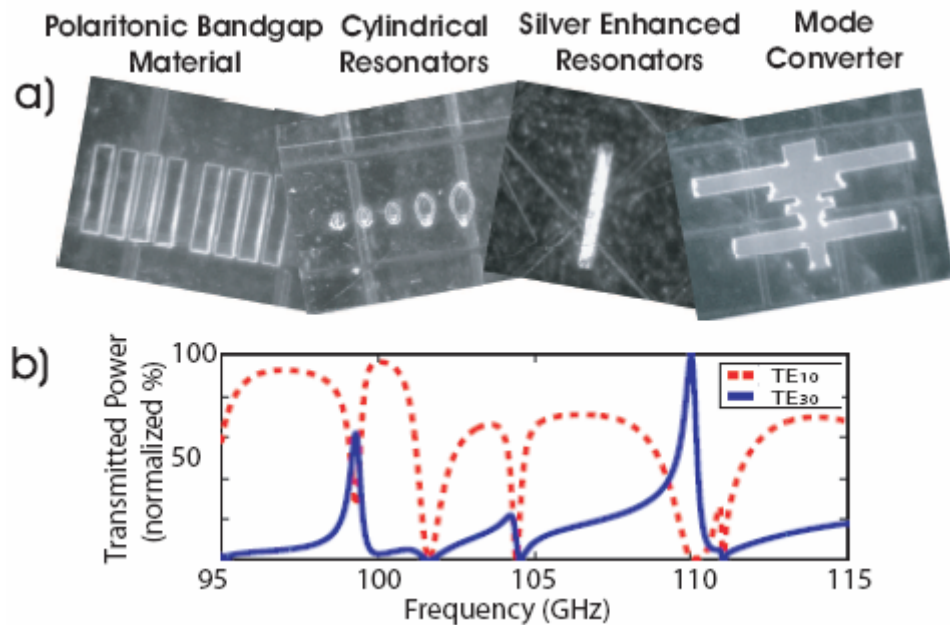 Polaritonic Bandgap Material
Cylindrical Resonators
Silver Enhanced Resonators
Mode Converter
a)
b)
Transmitted Power (normalized %)
100
50
TE10
TE30
95
100
105
110
115
Frequency (GHz)